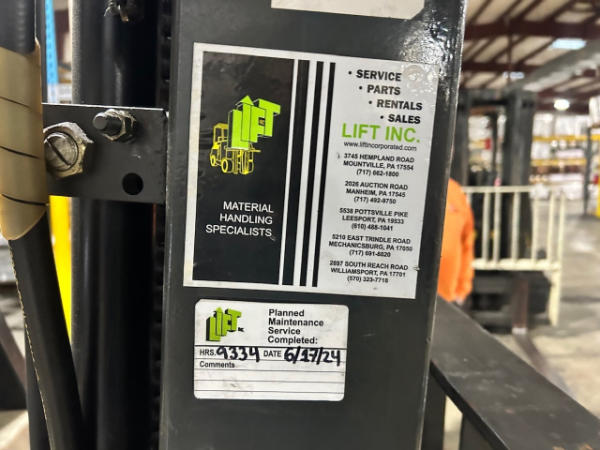 LIFT INC
MATERIAL
HANDLING
SPECIALISTS
• SERVICE
• PARTS
• RENTALS
• SALES
LIFT INC.
www.liftincorporated.com
3745 HEMPLAND ROAD
MOUNTVILLE, PA 17554
(717) 662-1800
2026 AUCTION ROAD
MANHEIM, PA 17545
(717) 492-9750
5538 POTTSVILLE PIKE
LEESPORT, PA 19533
(610) 488-1041
5210 EAST TRINDLE ROAD
MECHANICSBURG, PA 17050
(717) 691-8820
2897 SOUTH REACH ROAD
WILLIAMSPORT, PA 17701
(570) 323-7718
LIFT INC
Planned
Maintenance
Service
Completed:
HRS. 9334 DATE 6/17/24
Comments